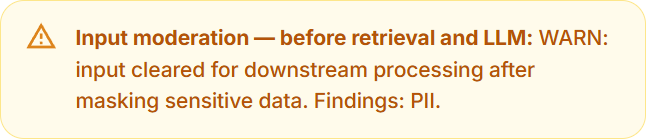 Input moderation — before retrieval and LLM: WARN:
input cleared for downstream processing after
masking sensitive data. Findings: PII.